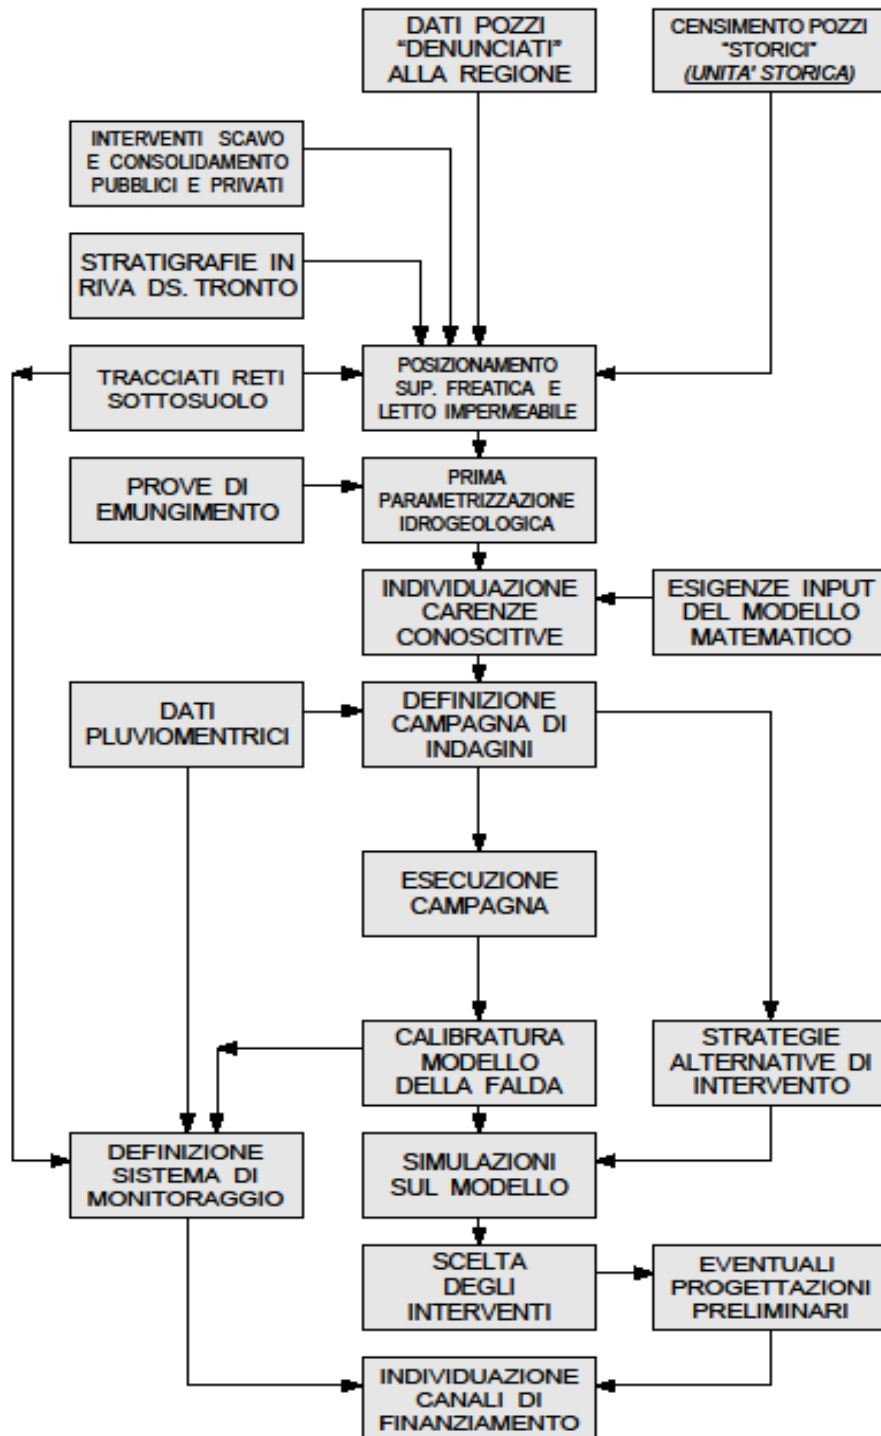 DATI POZZI
"DENUNCIATI"
ALLA REGIONE
CENSIMENTO POZZI
"STORICI"
(UNITA' STORICA)
INTERVENTI SCAVO
E CONSOLIDAMENTO
PUBBLICI E PRIVATI
STRATIGRAFIE IN
RIVA DS. TRONTO
TRACCIATI RETI
SOTTOSUOLO
POSIZIONAMENTO
SUP. FREATICA E
LETTO IMPERMEABILE
PROVE DI
EMUNGIMENTO
PRIMA
PARAMETRIZZAZIONE
IDROGEOLOGICA
INDIVIDUAZIONE
CARENZE
CONOSCITIVE
ESIGENZE INPUT
DEL MODELLO
MATEMATICO
DATI
PLUVIOMENTRICI
DEFINIZIONE
CAMPAGNA DI
INDAGINI
ESECUZIONE
CAMPAGNA
CALIBRATURA
MODELLO
DELLA FALDA
STRATEGIE
ALTERNATIVE DI
INTERVENTO
DEFINIZIONE
SISTEMA DI
MONITORAGGIO
SIMULAZIONI
SUL MODELLO
SCELTA
DEGLI
INTERVENTI
EVENTUALI
PROGETTAZIONI
PRELIMINARI
INDIVIDUAZIONE
CANALI DI
FINANZIAMENTO